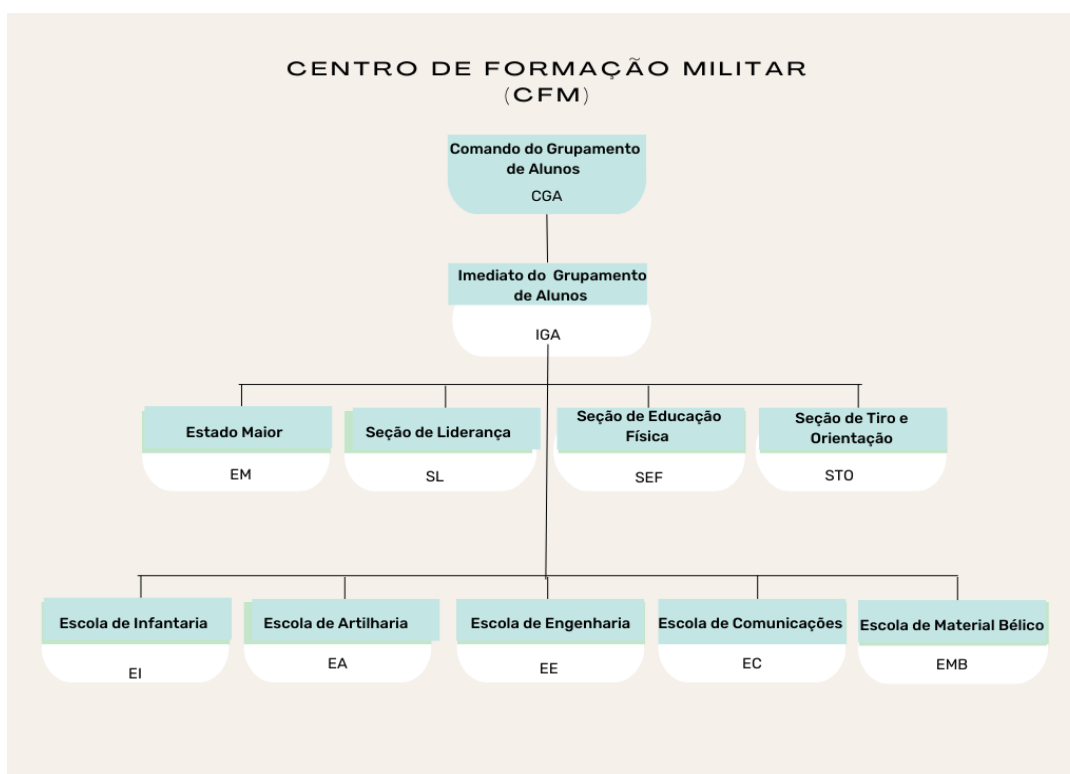 CENTRO DE FORMAÇÃO MILITAR
(CFM)
Comando do Grupamento
de Alunos
CGA
Imediato do Grupamento
de Alunos
IGA
Estado Maior
EM
Seção de Liderança
SL
Seção de Educação
Física
SEF
Seção de Tiro e
Orientação
STO
Escola de Infantaria
EI
Escola de Artilharia
EA
Escola de Engenharia
EE
Escola de Comunicações
EC
Escola de Material Bélico
EMB